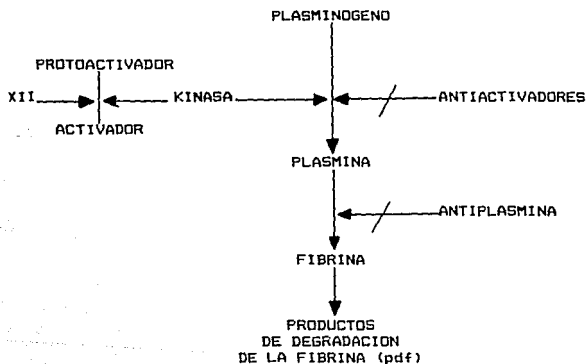 PLASMINOGENO
PROTOACTIVADOR
XII KINASA ANTIACTIVADORES
ACTIVADOR
PLASMINA
ANTIPLASMINA
FIBRINA
PRODUCTOS
DE DEGRADACION
DE LA FIBRINA (pdf)